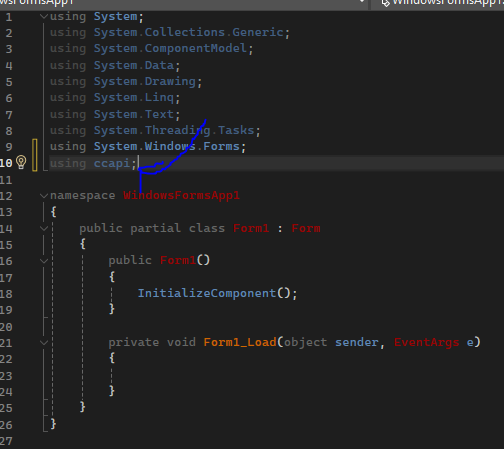 wsFormsApp1
WindowsFormsApp1.
1 using System;
2 using System.Collections.Generic;
3 using System.ComponentModel;
4 using System.Data;
5 using System.Drawing;
6 using System.Linq;
7 using System.Text;
8 using System.Threading.Tasks;
9 using System.Windows.Forms;
10 using ccapi;
11
12 namespace WindowsFormsApp1
13 {
14 public partial class Form1 : Form
15 {
16 public Form1()
17 {
18 InitializeComponent();
19 }
20
21 private void Form1_Load(object sender, EventArgs e)
22 {
23
24 }
25 }
26 }
27